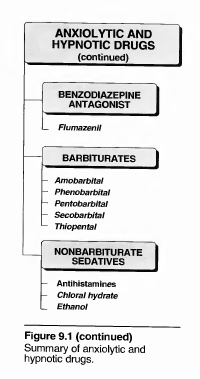 ANXIOLYTIC AND
HYPNOTIC DRUGS
(continued)
BENZODIAZEPINE
ANTAGONIST
Flumazenil
BARBITURATES
Amobarbital
Phenobarbital
Pentobarbital
Secobarbital
Thiopental
NONBARBITURATE
SEDATIVES
Antihistamines
Chloral hydrate
Ethanol
Figure 9.1 (continued)
Summary of anxiolytic and
hypnotic drugs.